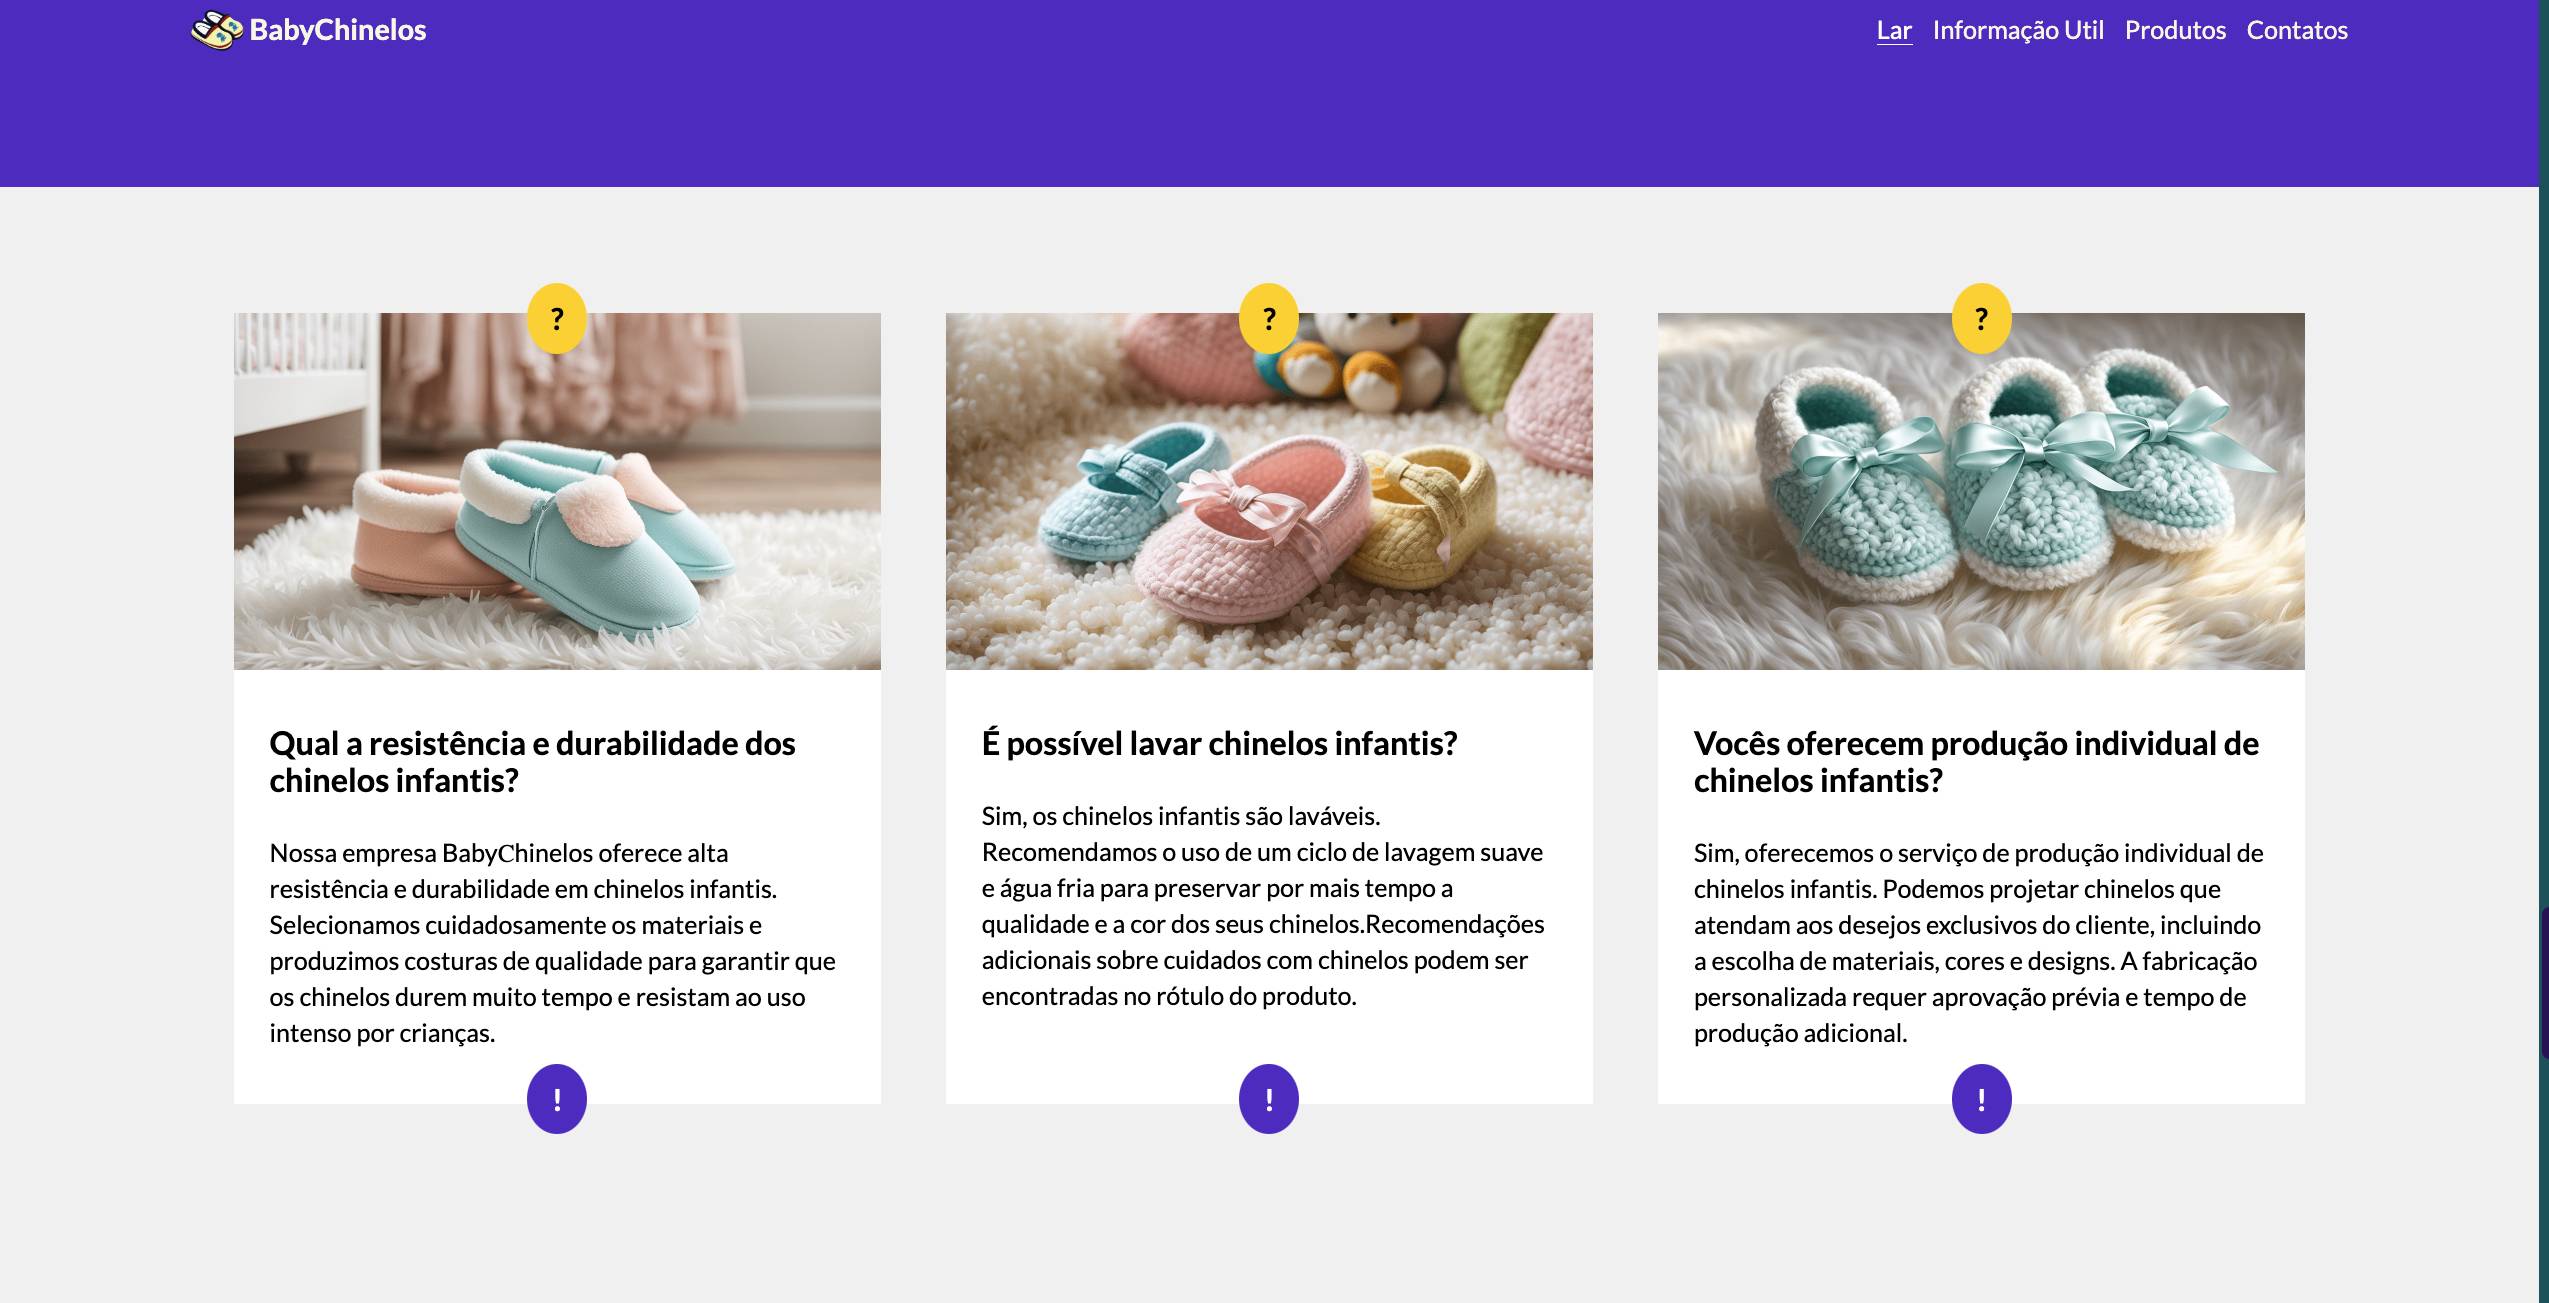 BabyChinelos
Lar Informação Util Produtos Contatos
?
?
?
Qual a resistência e durabilidade dos
chinelos infantis?
Nossa empresa BabyChinelos oferece alta
resistência e durabilidade em chinelos infantis.
Selecionamos cuidadosamente os materiais e
produzimos costuras de qualidade para garantir que
os chinelos durem muito tempo e resistam ao uso
intenso por crianças.
!
É possível lavar chinelos infantis?
Sim, os chinelos infantis são laváveis.
Recomendamos o uso de um ciclo de lavagem suave
e água fria para preservar por mais tempo a
qualidade e a cor dos seus chinelos.Recomendações
adicionais sobre cuidados com chinelos podem ser
encontradas no rótulo do produto.
!
Vocês oferecem produção individual de
chinelos infantis?
Sim, oferecemos o serviço de produção individual de
chinelos infantis. Podemos projetar chinelos que
atendam aos desejos exclusivos do cliente, incluindo
a escolha de materiais, cores e designs. A fabricação
personalizada requer aprovação prévia e tempo de
produção adicional.
!